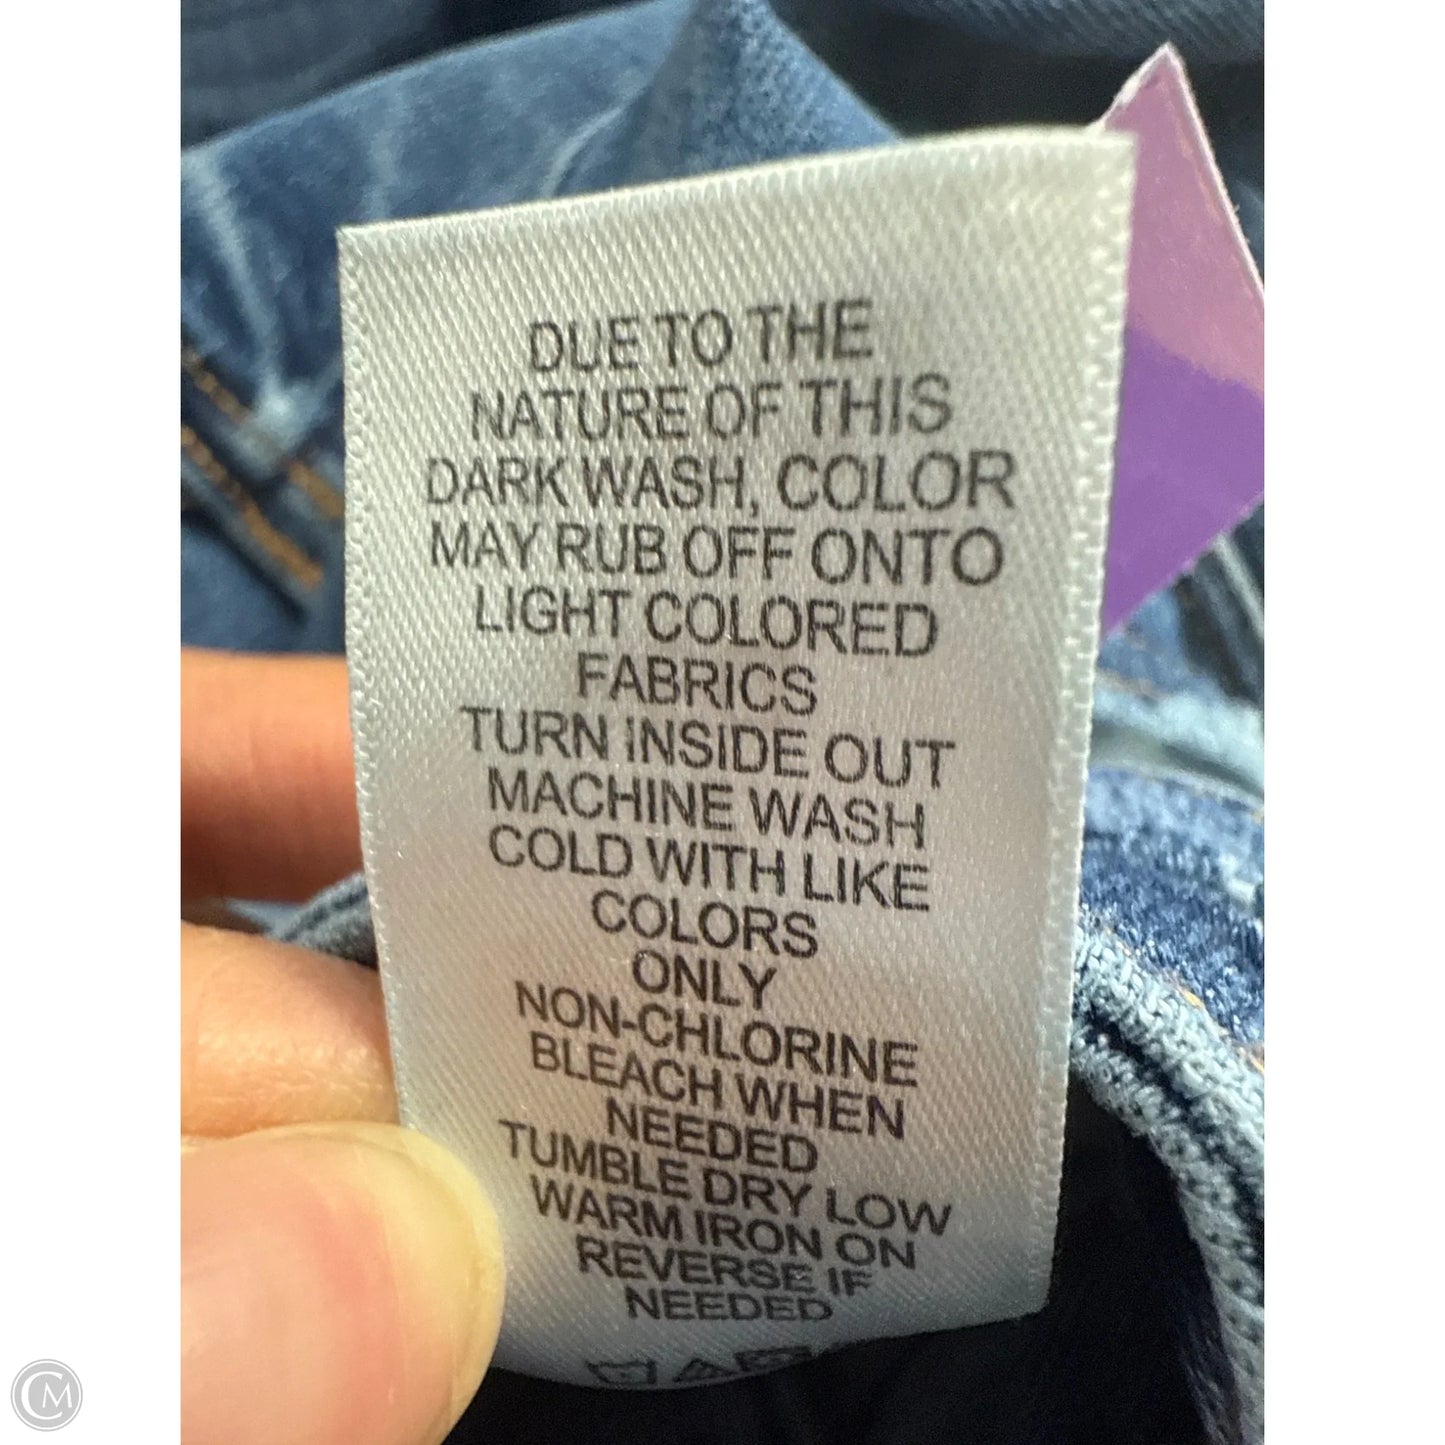 DUE TO THE
NATURE OF THIS
DARK WASH, COLOR
MAY RUB OFF ONTO
LIGHT COLORED
FABRICS
TURN INSIDE OUT
MACHINE WASH
COLD WITH LIKE
COLORS
ONLY
NON-CHLORINE
BLEACH WHEN
NEEDED
TUMBLE DRY LOW
WARM IRON ON
REVERSE IF
NEEDED
CM